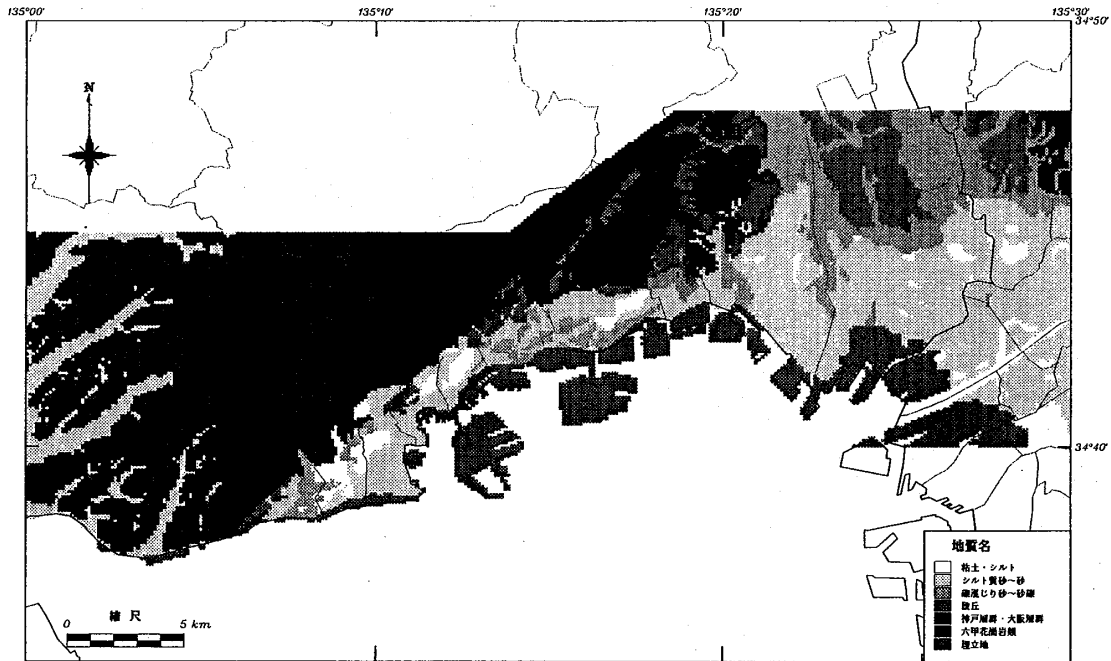 135°00'
135°10'
135°20'
135°30'
34°50'
N
34°40'
縮尺
0 5 km
地質名
粘土・シルト
シルト質砂～砂
礫混じり砂～砂礫
段丘
神戸層群・大阪層群
六甲花崗岩類
埋立地